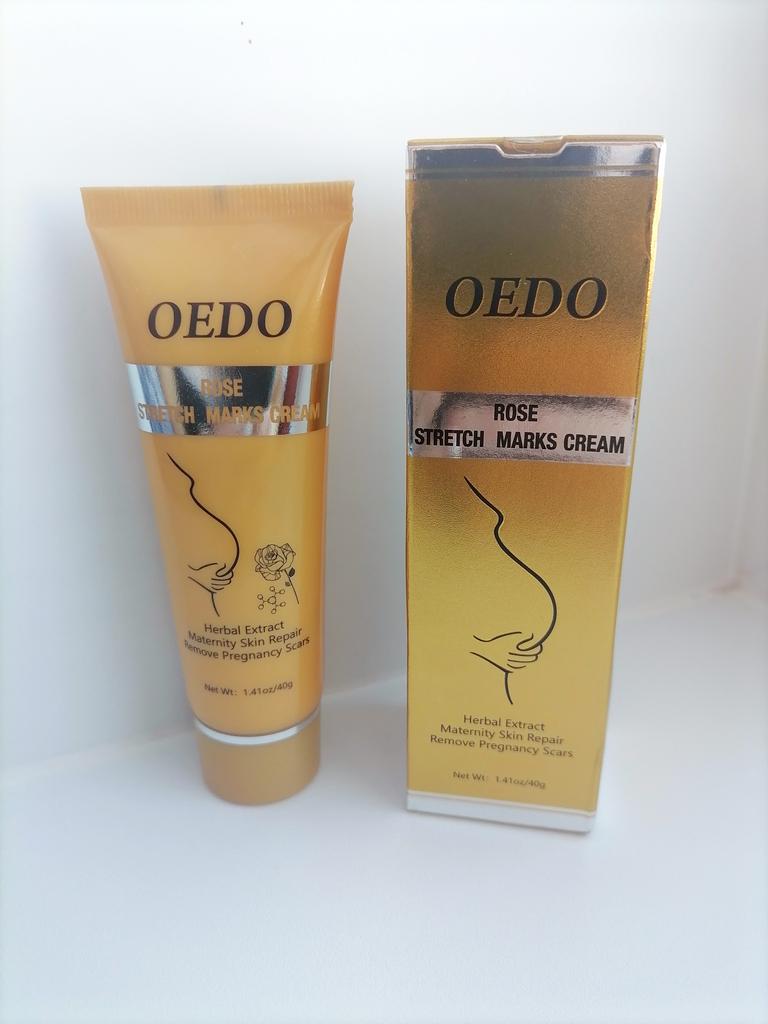 OEDO
ROSE
STRETCH MARKS CREAM
Herbal Extract
Maternity Skin Repair
Remove Pregnancy Scars
Net Wt: 1.41oz/40g
OEDO
ROSE
STRETCH MARKS CREAM
Herbal Extract
Maternity Skin Repair
Remove Pregnancy Scars
Net Wt: 1.41oz/40g